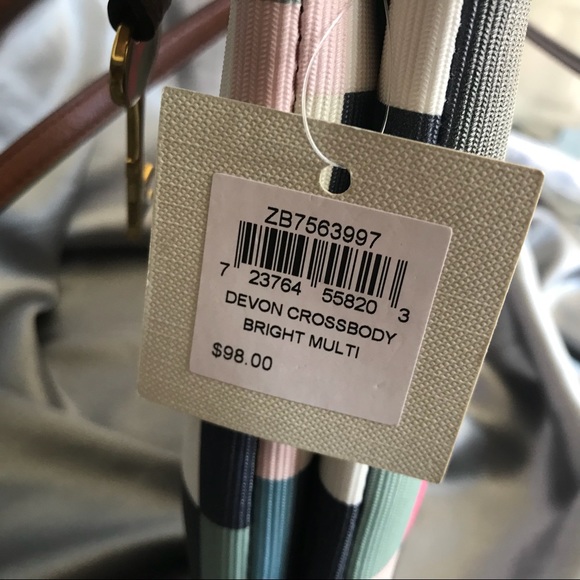 ZB7563997
7 23764 55820 3
DEVON CROSSBODY
BRIGHT MULTI
$98.00